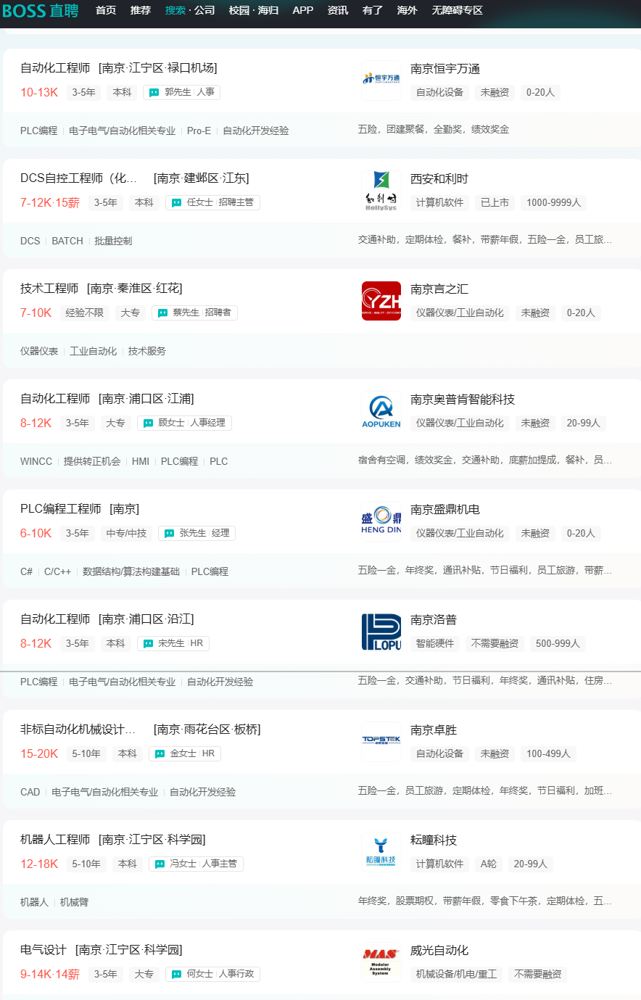 BOSS 直聘 首页 推荐 搜索 · 公司 校园 · 海归 APP 资讯 有了 海外 无障碍专区
自动化工程师 [南京·江宁区·禄口机场]
10-13K 3-5年 本科 郭先生 人事
PLC编程 电子电气/自动化相关专业 Pro-E 自动化开发经验
恒宇万通
南京恒宇万通
自动化设备 未融资 0-20人
五险，团建聚餐，全勤奖，绩效奖金
DCS自控工程师（化... [南京·建邺区·江东]
7-12K·15薪 3-5年 本科 任女士 招聘主管
DCS BATCH 批量控制
和利时
HollySys
西安和利时
计算机软件 已上市 1000-9999人
交通补助，定期体检，餐补，带薪年假，五险一金，员工旅...
技术工程师 [南京·秦淮区·红花]
7-10K 经验不限 大专 蔡先生 招聘者
仪器仪表 工业自动化 技术服务
YZH
南京言之汇
仪器仪表/工业自动化 未融资 0-20人
自动化工程师 [南京·浦口区·江浦]
8-12K 3-5年 大专 顾女士 人事经理
WINCC 提供转正机会 HMI PLC编程 PLC
AOPUKEN
南京奥普肯智能科技
仪器仪表/工业自动化 未融资 20-99人
宿舍有空调，绩效奖金，交通补助，底薪加提成，餐补，员...
PLC编程工程师 [南京]
6-10K 3-5年 中专/中技 张先生 经理
C# C/C++ 数据结构/算法构建基础 PLC编程
盛 鼎
HENG DIN
南京盛鼎机电
仪器仪表/工业自动化 未融资 0-20人
五险一金，年终奖，通讯补贴，节日福利，员工旅游，带薪...
自动化工程师 [南京·浦口区·沿江]
8-12K 3-5年 本科 宋先生 HR
PLC编程 电子电气/自动化相关专业 自动化开发经验
LOPU
南京洛普
智能硬件 不需要融资 500-999人
五险一金，交通补助，节日福利，年终奖，通讯补贴，住房...
非标自动化机械设计... [南京·雨花台区·板桥]
15-20K 5-10年 本科 金女士 HR
CAD 电子电气/自动化相关专业 自动化开发经验
TOFSTEK
南京卓胜
自动化设备 未融资 100-499人
五险一金，员工旅游，定期体检，年终奖，节日福利，加班...
机器人工程师 [南京·江宁区·科学园]
12-18K 5-10年 本科 冯女士 人事主管
机器人 机械臂
耘瞳科技
耘瞳科技
计算机软件 A轮 20-99人
年终奖，股票期权，带薪年假，零食下午茶，定期体检，五...
电气设计 [南京·江宁区·科学园]
9-14K·14薪 3-5年 大专 何女士 人事行政
MAS
Modular
Assembly
System
威光自动化
机械设备/机电/重工 不需要融资